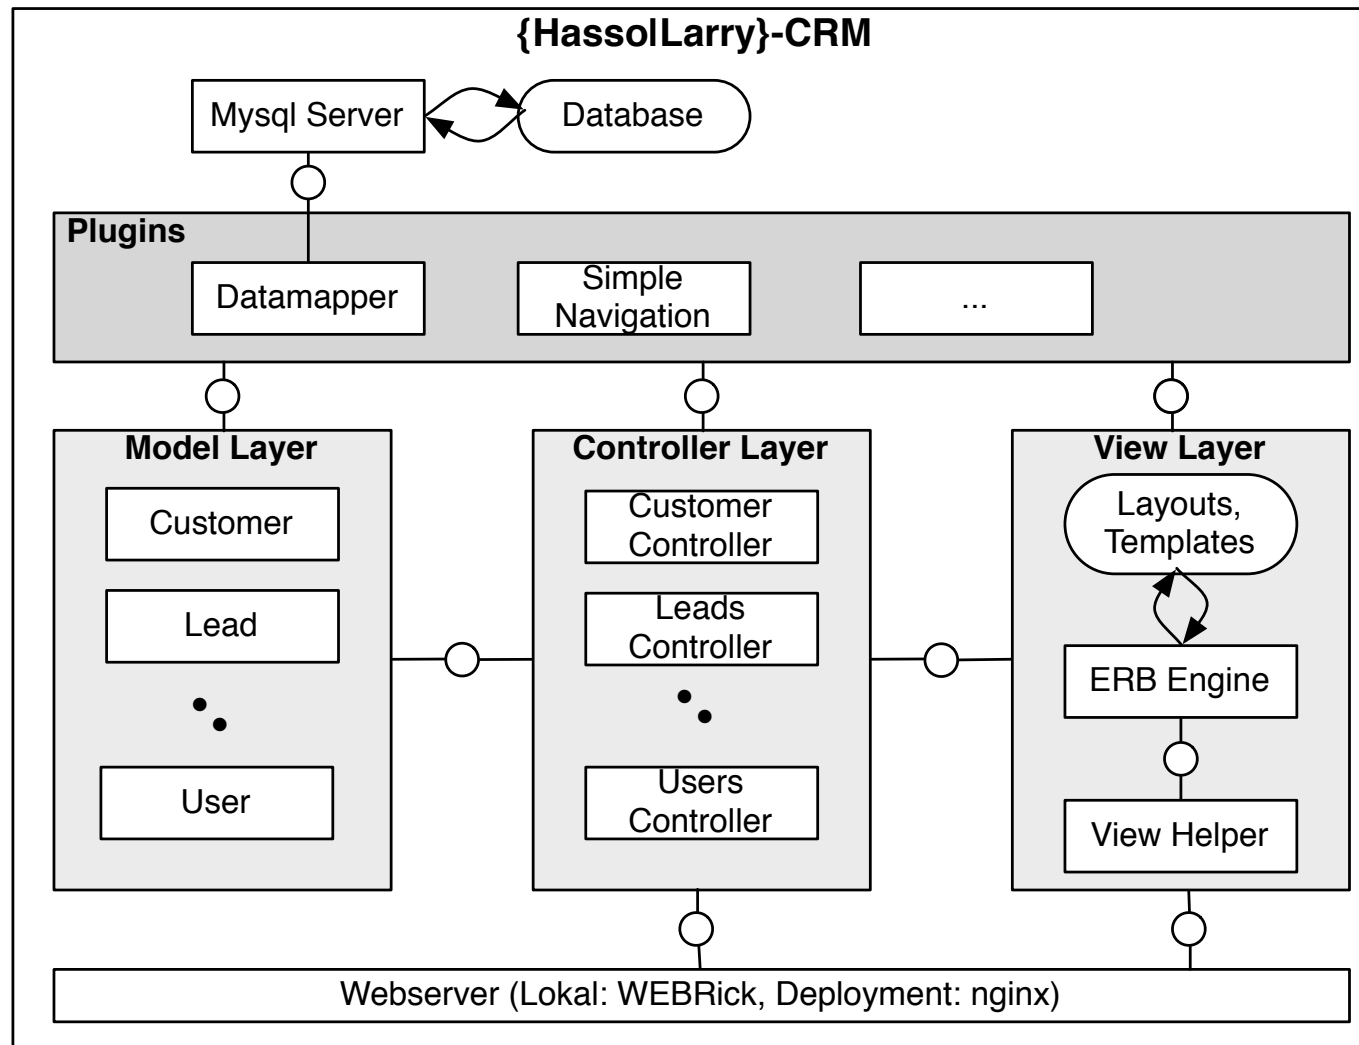 {HassolLarry}-CRM
Mysql Server
Database
Plugins
Datamapper
Simple
Navigation
...
Model Layer
Customer
Lead
User
Controller Layer
Customer
Controller
Leads
Controller
Users
Controller
View Layer
Layouts,
Templates
ERB Engine
View Helper
Webserver (Lokal: WEBRick, Deployment: nginx)